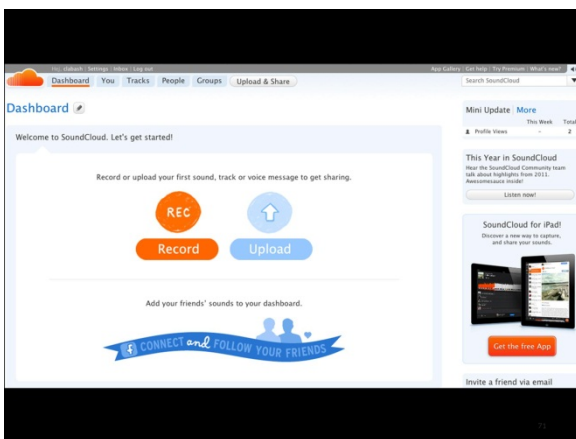 Hej! slabash | Settings | Inbox | Log out
App Gallery | Get help | Try Premium | What's new?
Dashboard You Tracks People Groups Upload & Share
Search SoundCloud
Dashboard
Welcome to SoundCloud. Let's get started!
Record or upload your first sound, track or voice message to get sharing.
REC
Record Upload
Add your friends' sounds to your dashboard.
f CONNECT and FOLLOW YOUR FRIENDS
Mini Update More
This Week Total
Profile Views - 2
This Year in SoundCloud
Hear the SoundCloud Community team
talk about highlights from 2011.
Awesomesauce inside!
Listen now!
SoundCloud for iPad!
Discover a new way to capture,
and share your sounds.
Get the free App
Invite a friend via email
71